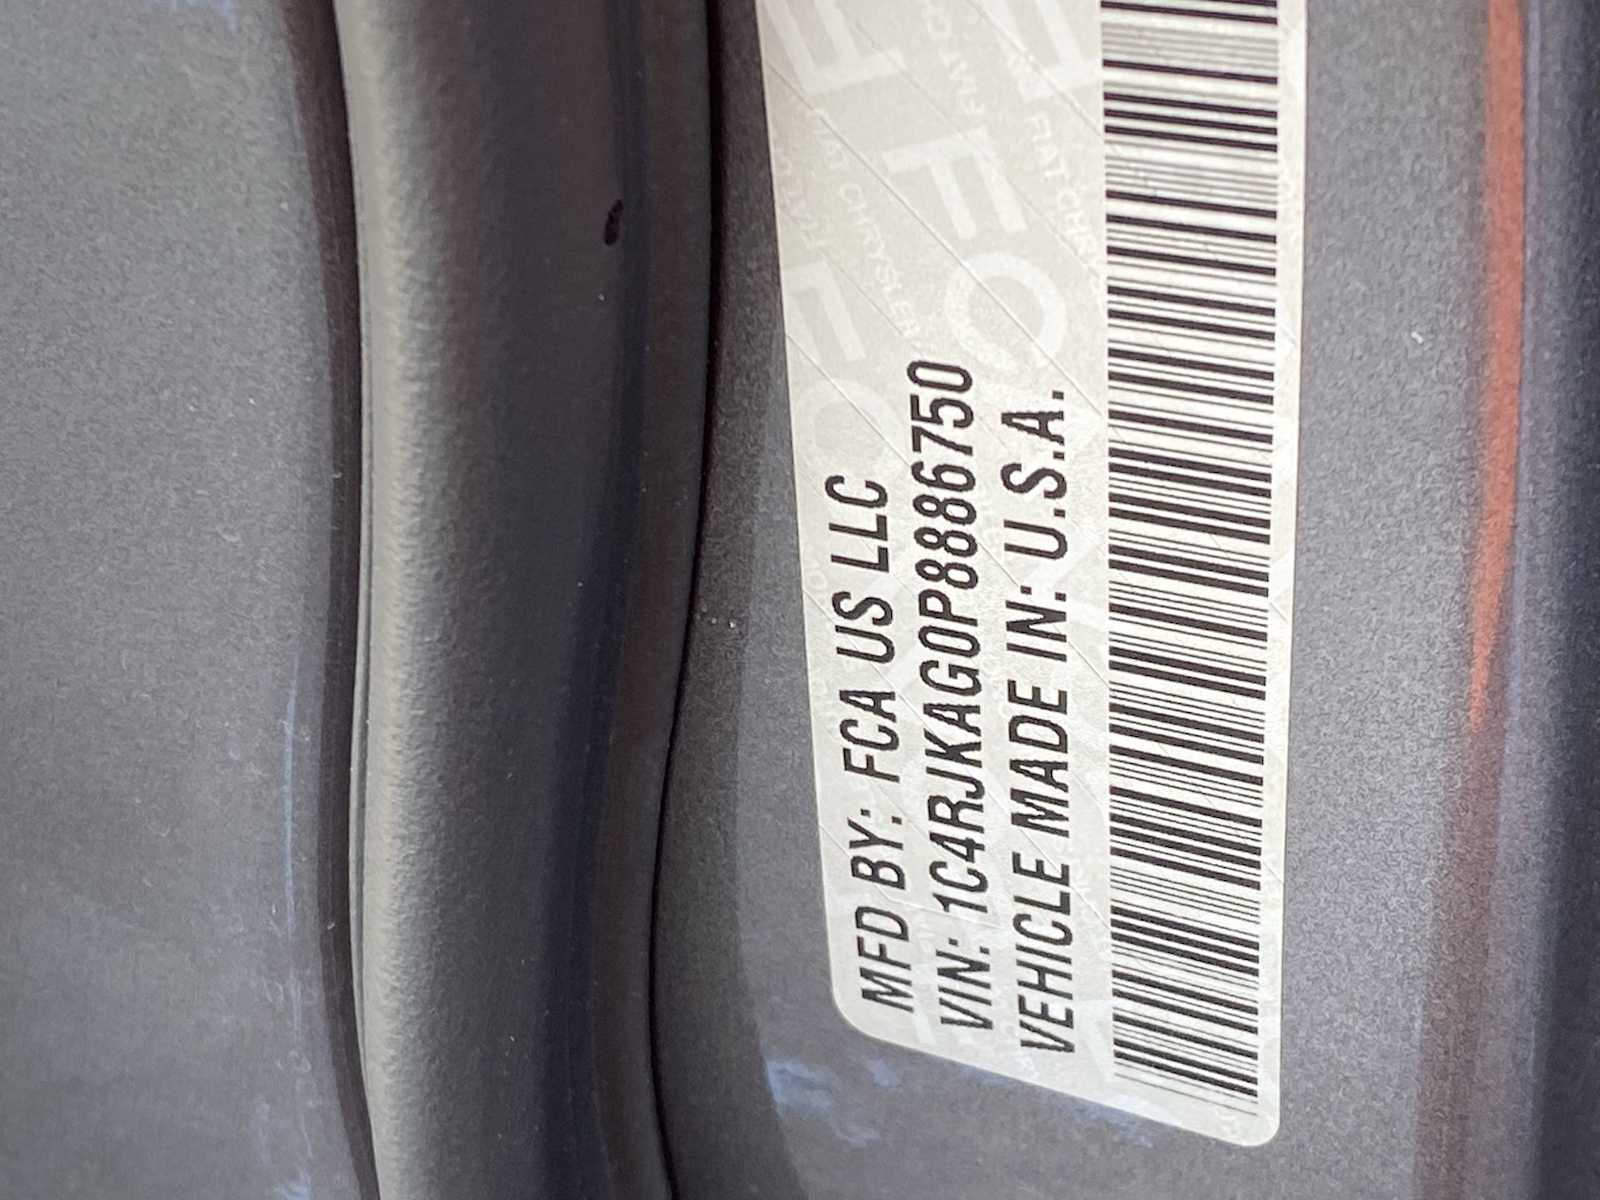 MFD BY: FCA US LLC
VIN: 1C4RJKAG0P8886750
VEHICLE MADE IN: U.S.A.